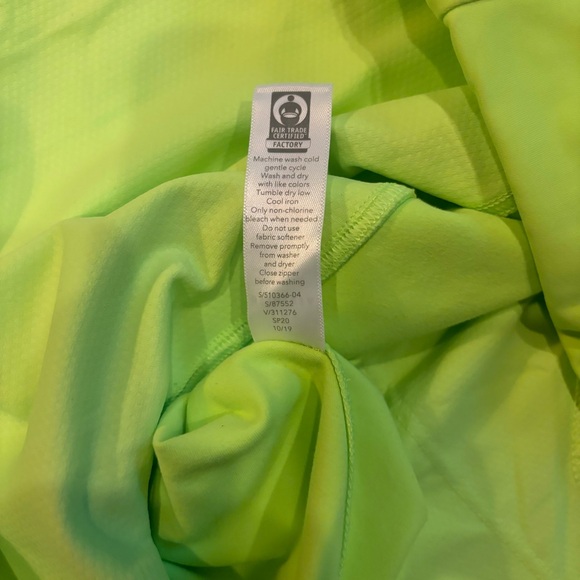 FAIR TRADE
CERTIFIED
FACTORY
Machine wash cold
gentle cycle
Wash and dry
with like colors
Tumble dry low
Cool iron
Only non-chlorine
bleach when needed
Do not use
fabric softener
Remove promptly
from washer
and dryer
Close zipper
before washing
S/510366-04
S/87552
V/311276
SP20
10/19